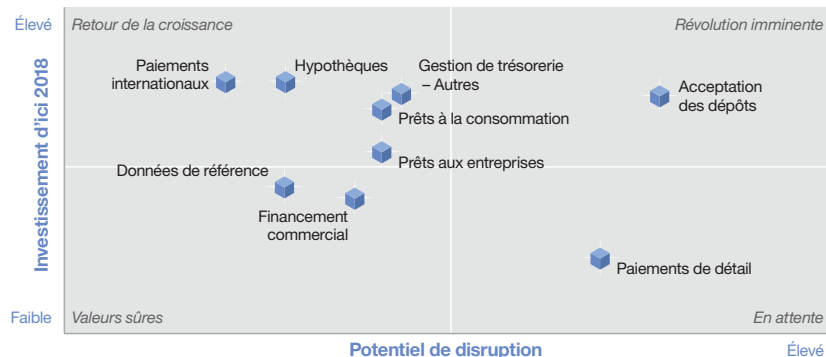 Élevé
Retour de la croissance
Révolution imminente
Paiements
internationaux
Hypothèques
Gestion de trésorerie
– Autres
Acceptation
des dépôts
Prêts à la consommation
Prêts aux entreprises
Données de référence
Financement
commercial
Paiements de détail
Investissement d'ici 2018
Faible
Valeurs sûres
En attente
Potentiel de disruption
Élevé